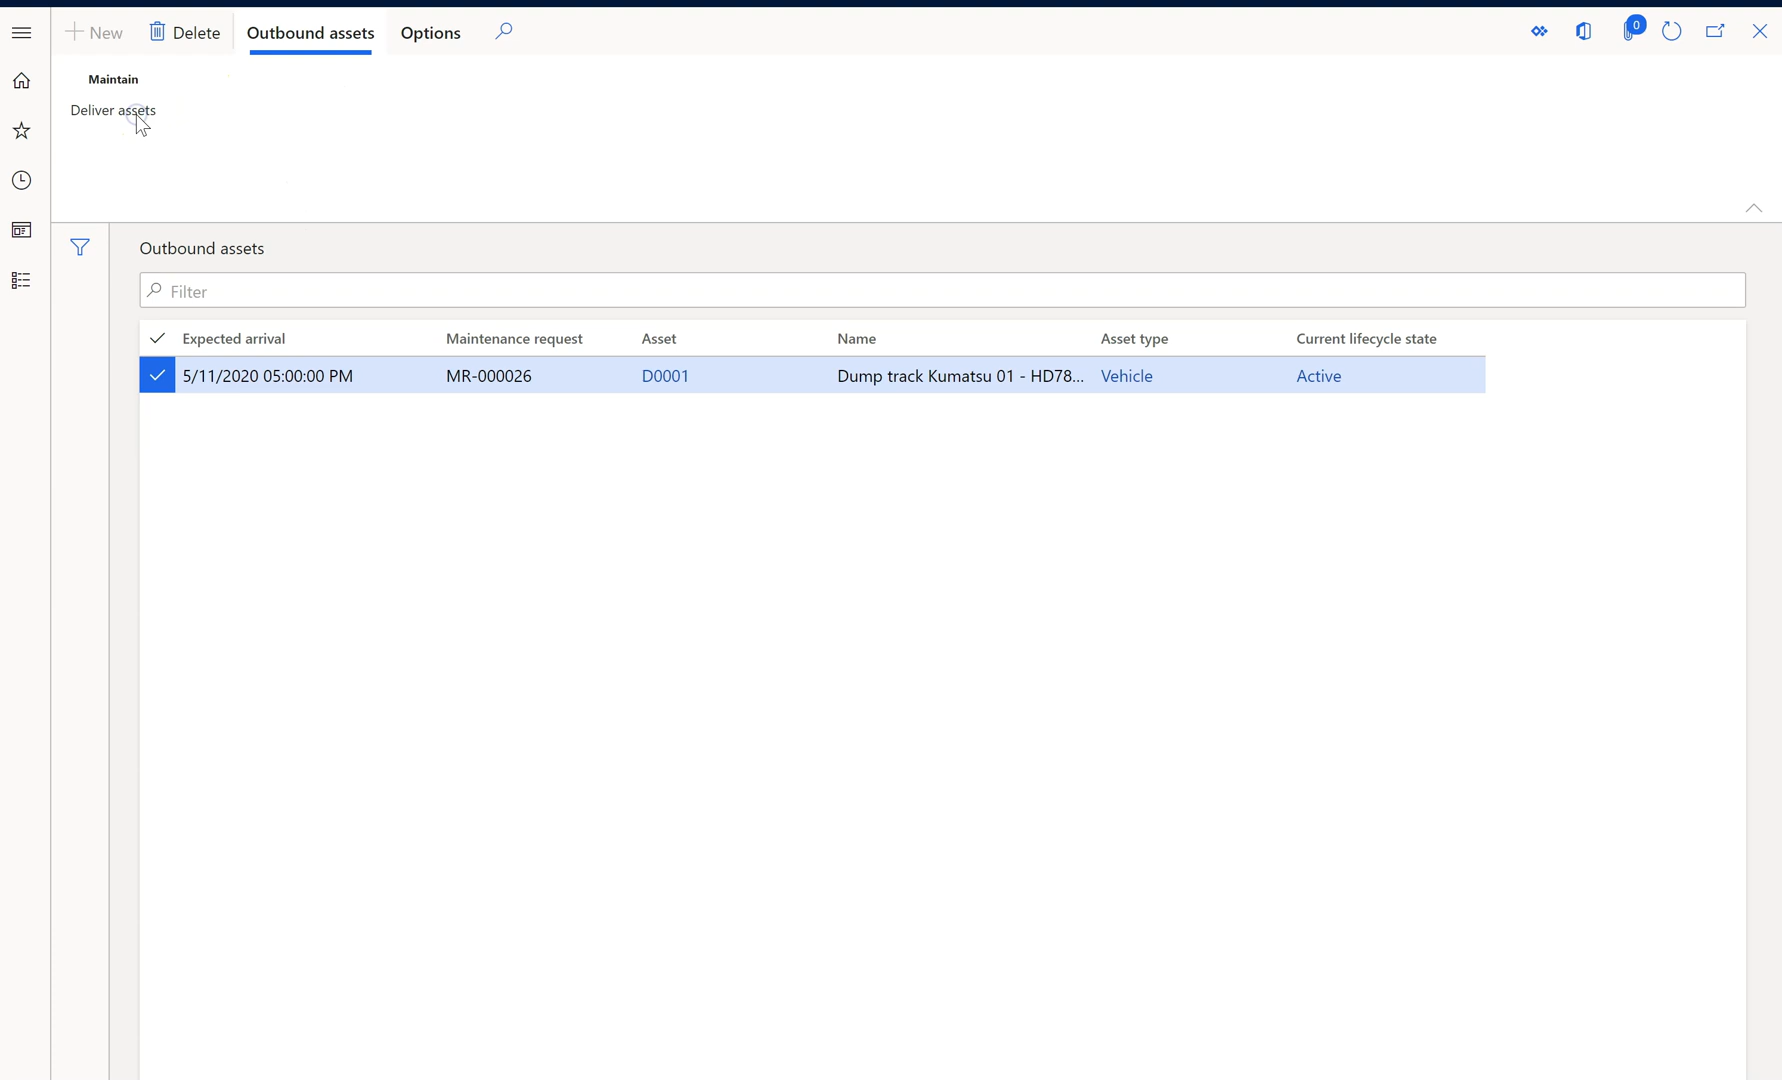 New Delete Outbound assets Options 0
Maintain
Deliver assets
Outbound assets
Filter
Expected arrival Maintenance request Asset Name Asset type Current lifecycle state
5/11/2020 05:00:00 PM MR-000026 D0001 Dump track Kumatsu 01 - HD78... Vehicle Active